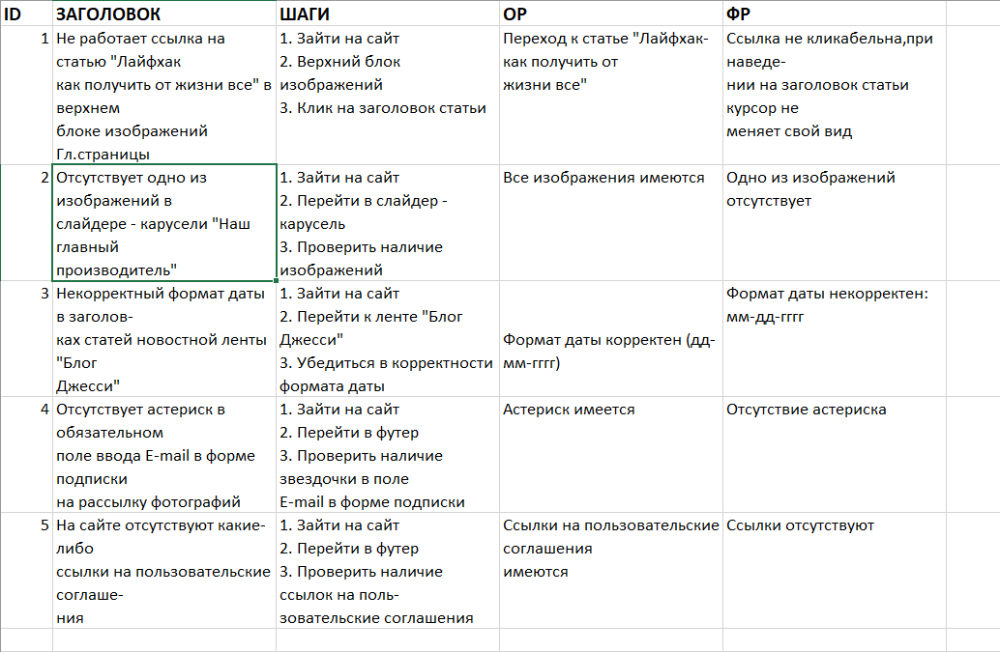 ID ЗАГОЛОВОК ШАГИ ОР ФР
1
Не работает ссылка на
статью "Лайфхак
как получить от жизни все" в
верхнем
блоке изображений
Гл.страницы
1. Зайти на сайт
2. Верхний блок
изображений
3. Клик на заголовок статьи
Переход к статье "Лайфхак-
как получить от
жизни все"
Ссылка не кликабельна,при
наведе-
нии на заголовок статьи
курсор не
меняет свой вид
2
Отсутствует одно из
изображений в
слайдере - карусели "Наш
главный
производитель"
1. Зайти на сайт
2. Перейти в слайдер -
карусель
3. Проверить наличие
изображений
Все изображения имеются
Одно из изображений
отсутствует
3
Некорректный формат даты
в заголов-
ках статей новостной ленты
"Блог
Джесси"
1. Зайти на сайт
2. Перейти к ленте "Блог
Джесси"
3. Убедиться в корректности
формата даты
Формат даты корректен (дд-
мм-гггг)
Формат даты некорректен:
мм-дд-гггг
4
Отсутствует астериск в
обязательном
поле ввода E-mail в форме
подписки
на рассылку фотографий
1. Зайти на сайт
2. Перейти в футер
3. Проверить наличие
звездочки в поле
E-mail в форме подписки
Астериск имеется
Отсутствие астериска
5
На сайте отсутствуют какие-
либо
ссылки на пользовательские
соглаше-
ния
1. Зайти на сайт
2. Перейти в футер
3. Проверить наличие
ссылок на поль-
зовательские соглашения
Ссылки на пользовательские
соглашения
имеются
Ссылки отсутствуют